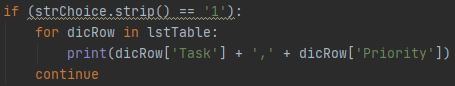 if (strChoice.strip() == '1'):
    for dicRow in lstTable:
        print(dicRow['Task'] + ',' + dicRow['Priority'])
    continue